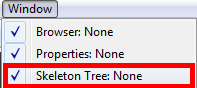 Window
Browser: None
Properties: None
Skeleton Tree: None